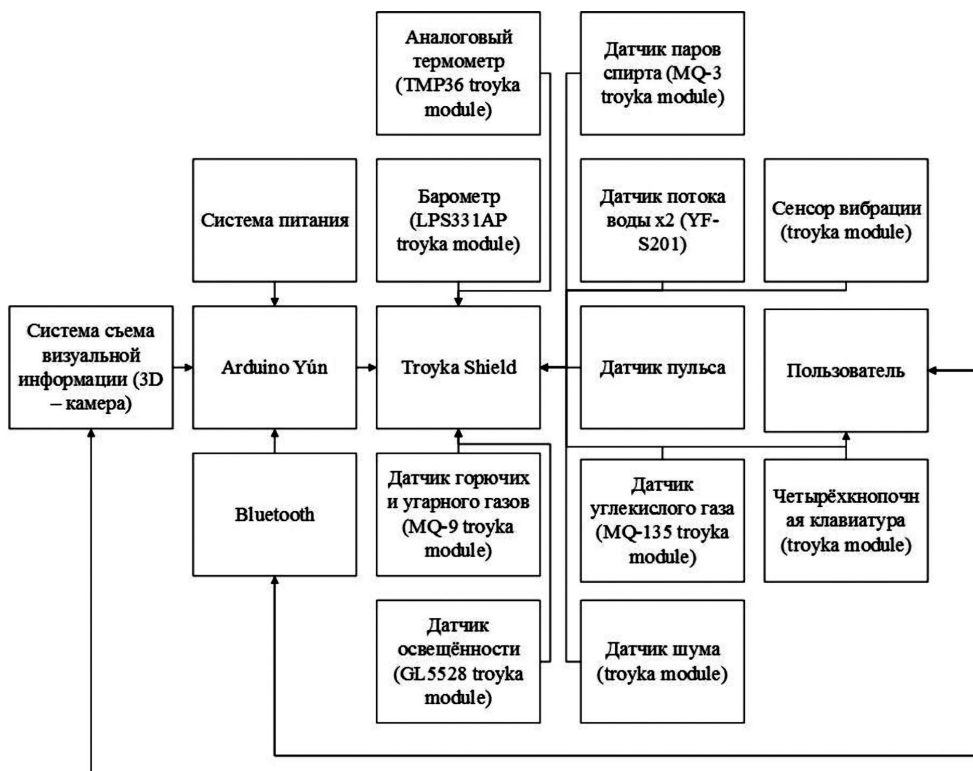 Аналоговый
термометр
(TMP36 troyka
module)
Датчик паров
спирта (MQ-3
troyka module)
Система питания
Барометр
(LPS331AP
troyka module)
Датчик потока
воды x2 (YF-
S201)
Сенсор вибрации
(troyka module)
Система съема
визуальной
информации (3D
– камера)
Arduino Yún
Troyka Shield
Датчик пульса
Пользователь
Bluetooth
Датчик горючих
и угарного газов
(MQ-9 troyka
module)
Датчик
углекислого газа
(MQ-135 troyka
module)
Четырёхкнопочн
ая клавиатура
(troyka module)
Датчик
освещённости
(GL5528 troyka
module)
Датчик шума
(troyka module)